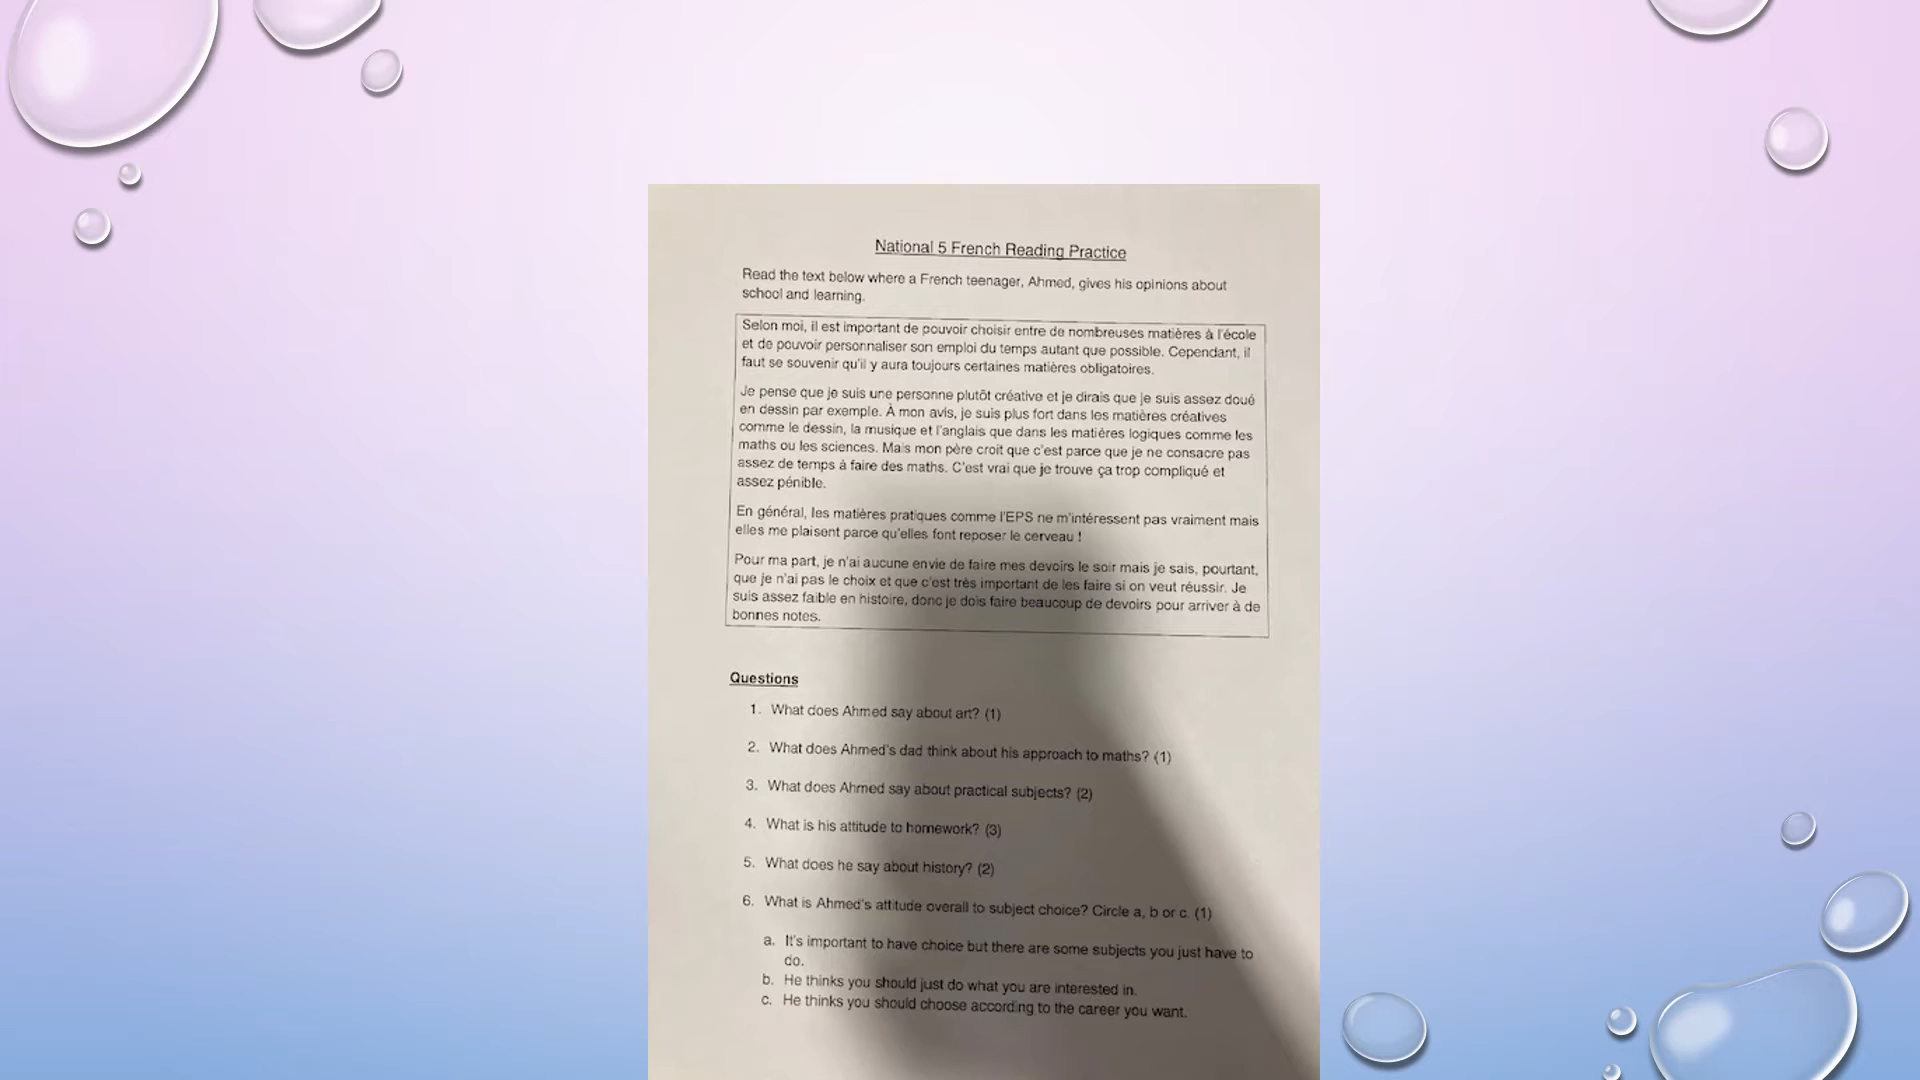 National 5 French Reading Practice
Read the text below where a French teenager, Ahmed, gives his opinions about
school and learning.
Selon moi, il est important de pouvoir choisir entre de nombreuses matières à l'école
et de pouvoir personnaliser son emploi du temps autant que possible. Cependant, il
faut se souvenir qu'il y aura toujours certaines matières obligatoires.
Je pense que je suis une personne plutôt créative et je dirais que je suis assez doué
en dessin par exemple. À mon avis, je suis plus fort dans les matières créatives
comme le dessin, la musique et l'anglais que dans les matières logiques comme les
maths ou les sciences. Mais mon père croit que c'est parce que je ne consacre pas
assez de temps à faire des maths. C'est vrai que je trouve ça trop compliqué et
assez pénible.
En général, les matières pratiques comme l'EPS ne m'intéressent pas vraiment mais
elles me plaisent parce qu'elles font reposer le cerveau !
Pour ma part, je n'ai aucune envie de faire mes devoirs le soir mais je sais, pourtant,
que je n'ai pas le choix et que c'est très important de les faire si on veut réussir. Je
suis assez faible en histoire, donc je dois faire beaucoup de devoirs pour arriver à de
bonnes notes.
Questions
1. What does Ahmed say about art? (1)
2. What does Ahmed's dad think about his approach to maths? (1)
3. What does Ahmed say about practical subjects? (2)
4. What is his attitude to homework? (3)
5. What does he say about history? (2)
6. What is Ahmed's attitude overall to subject choice? Circle a, b or c. (1)
a. It's important to have choice but there are some subjects you just have to
do.
b. He thinks you should just do what you are interested in.
c. He thinks you should choose according to the career you want.